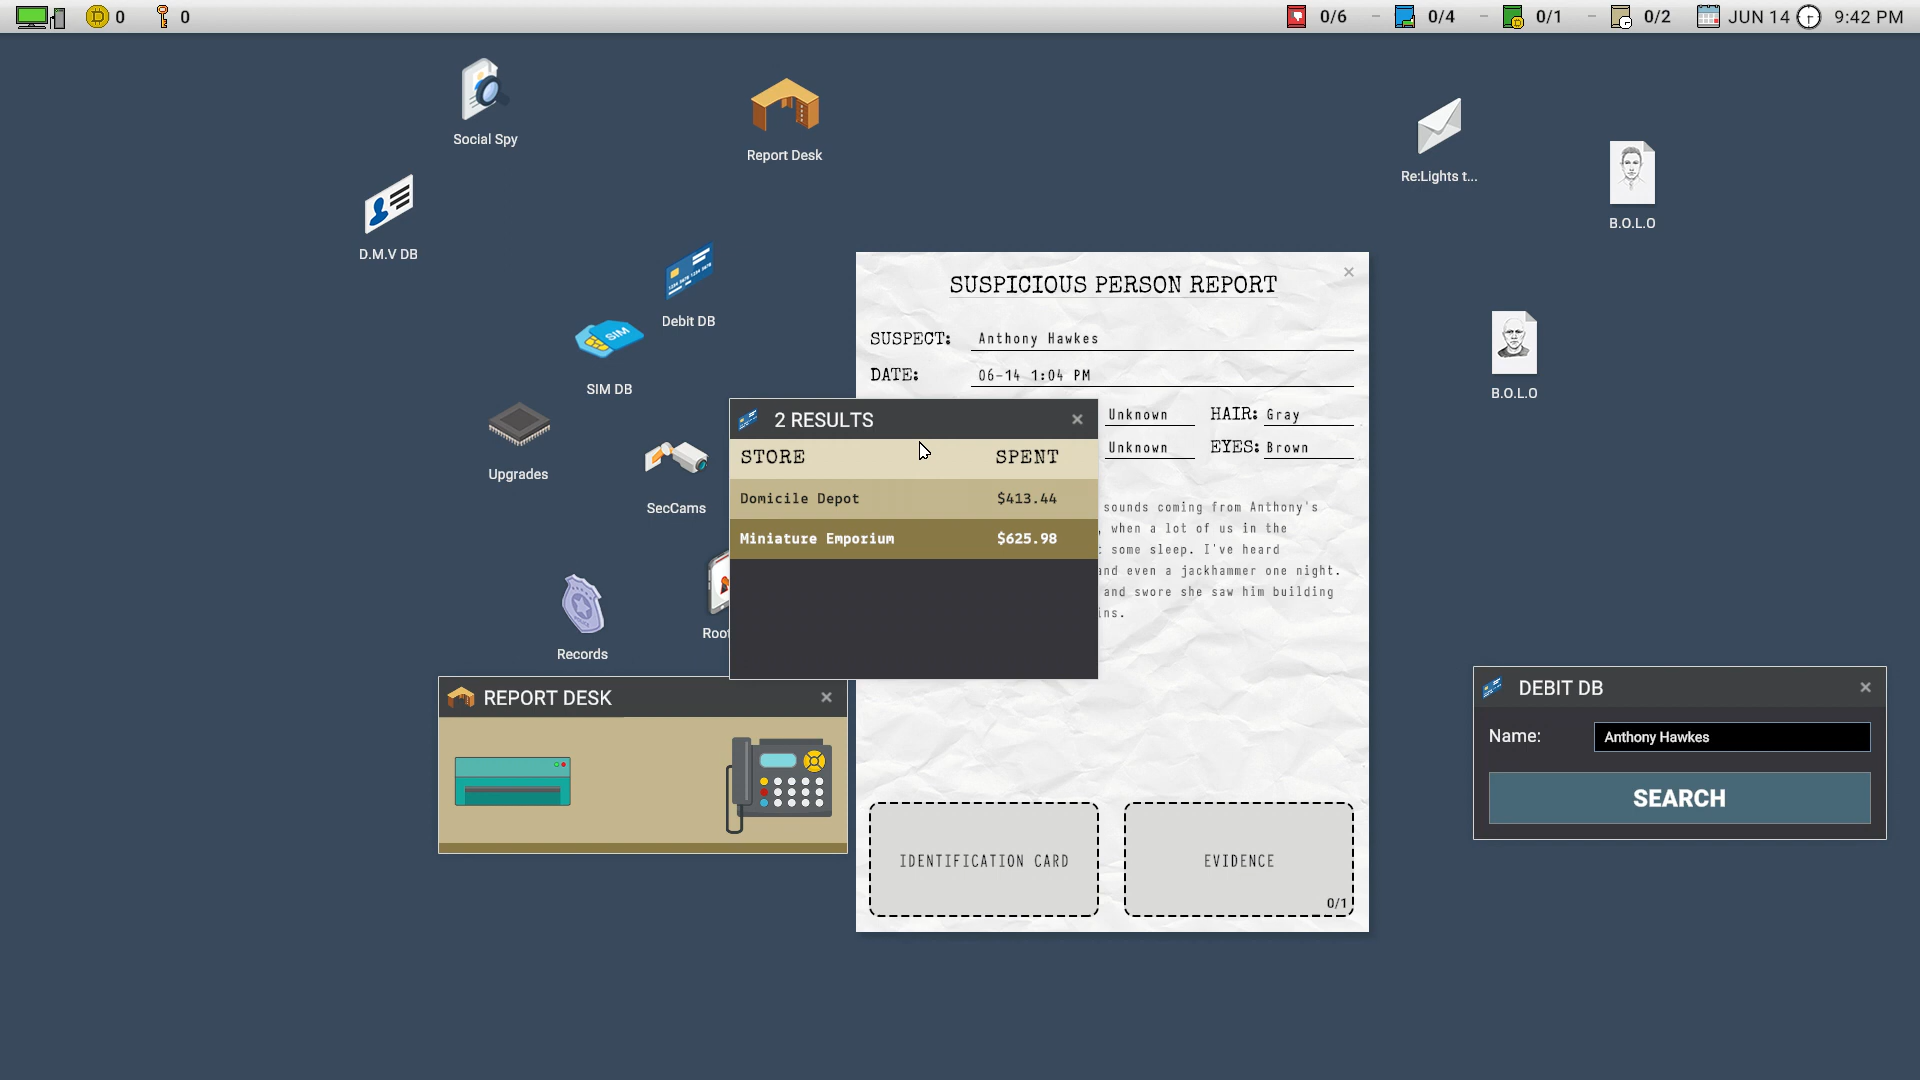 0
0
0/6
0/4
0/1
0/2
JUN 14
9:42 PM
Social Spy
Report Desk
Re:Lights t...
B.O.L.O
D.M.V DB
Debit DB
SIM DB
B.O.L.O
Upgrades
SecCams
Records
SIM
SUSPICIOUS PERSON REPORT
SUSPECT: Anthony Hawkes
DATE: 06-14 1:04 PM
Unknown HAIR: Gray
Unknown EYES: Brown
sounds coming from Anthony's
, when a lot of us in the
some sleep. I've heard
and even a jackhammer one night.
and swore she saw him building
IDENTIFICATION CARD
EVIDENCE
0/1
2 RESULTS
STORE SPENT
Domicile Depot $413.44
Miniature Emporium $625.98
REPORT DESK
DEBIT DB
Name: Anthony Hawkes
SEARCH